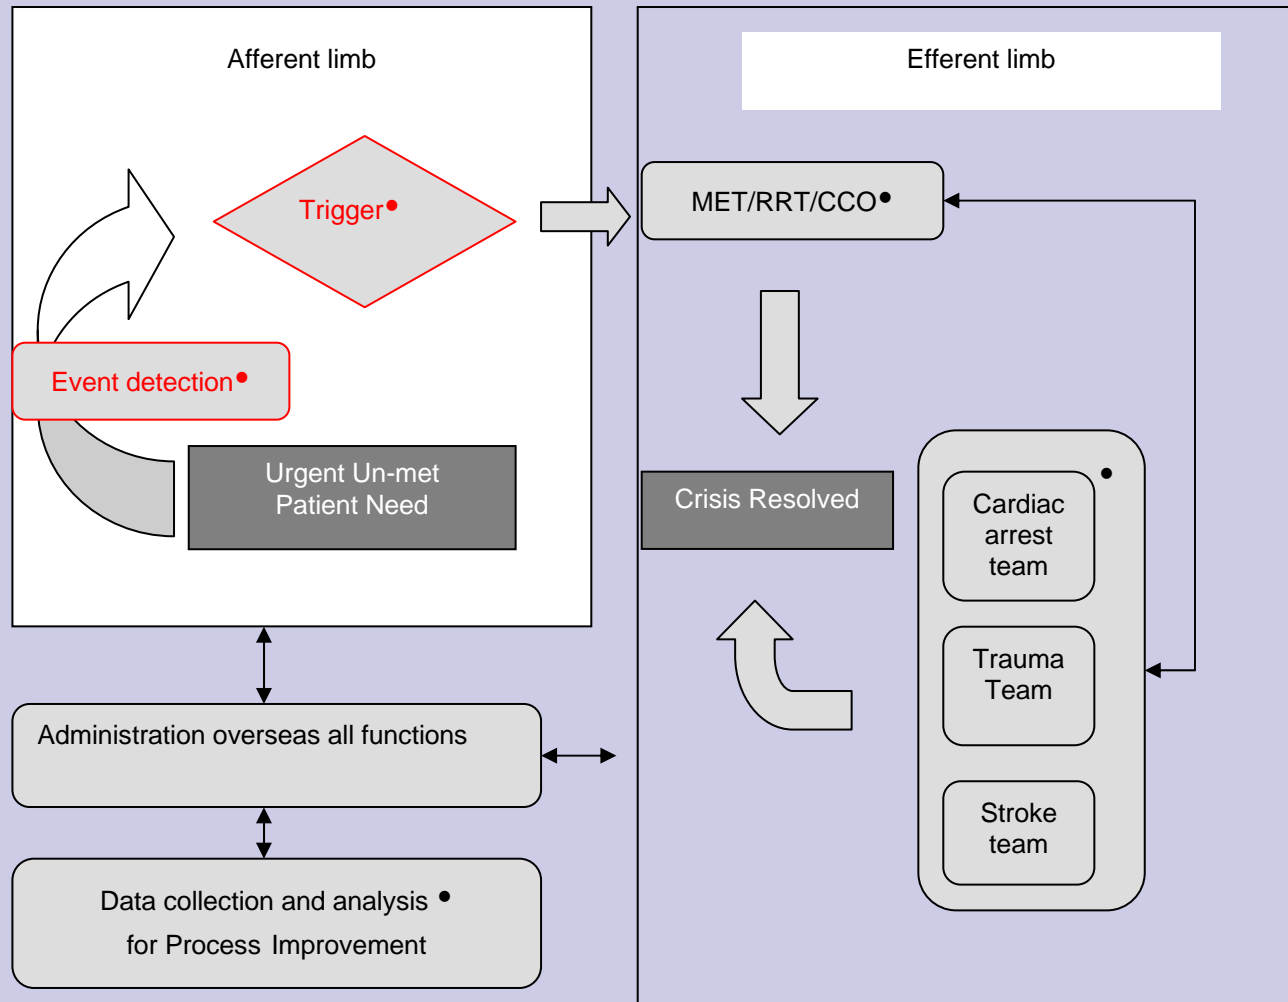 Afferent limb
Trigger•
Event detection•
Urgent Un-met
Patient Need
Administration overseas all functions
Data collection and analysis •
for Process Improvement
Efferent limb
MET/RRT/CCO•
Crisis Resolved
•
Cardiac
arrest
team
Trauma
Team
Stroke
team